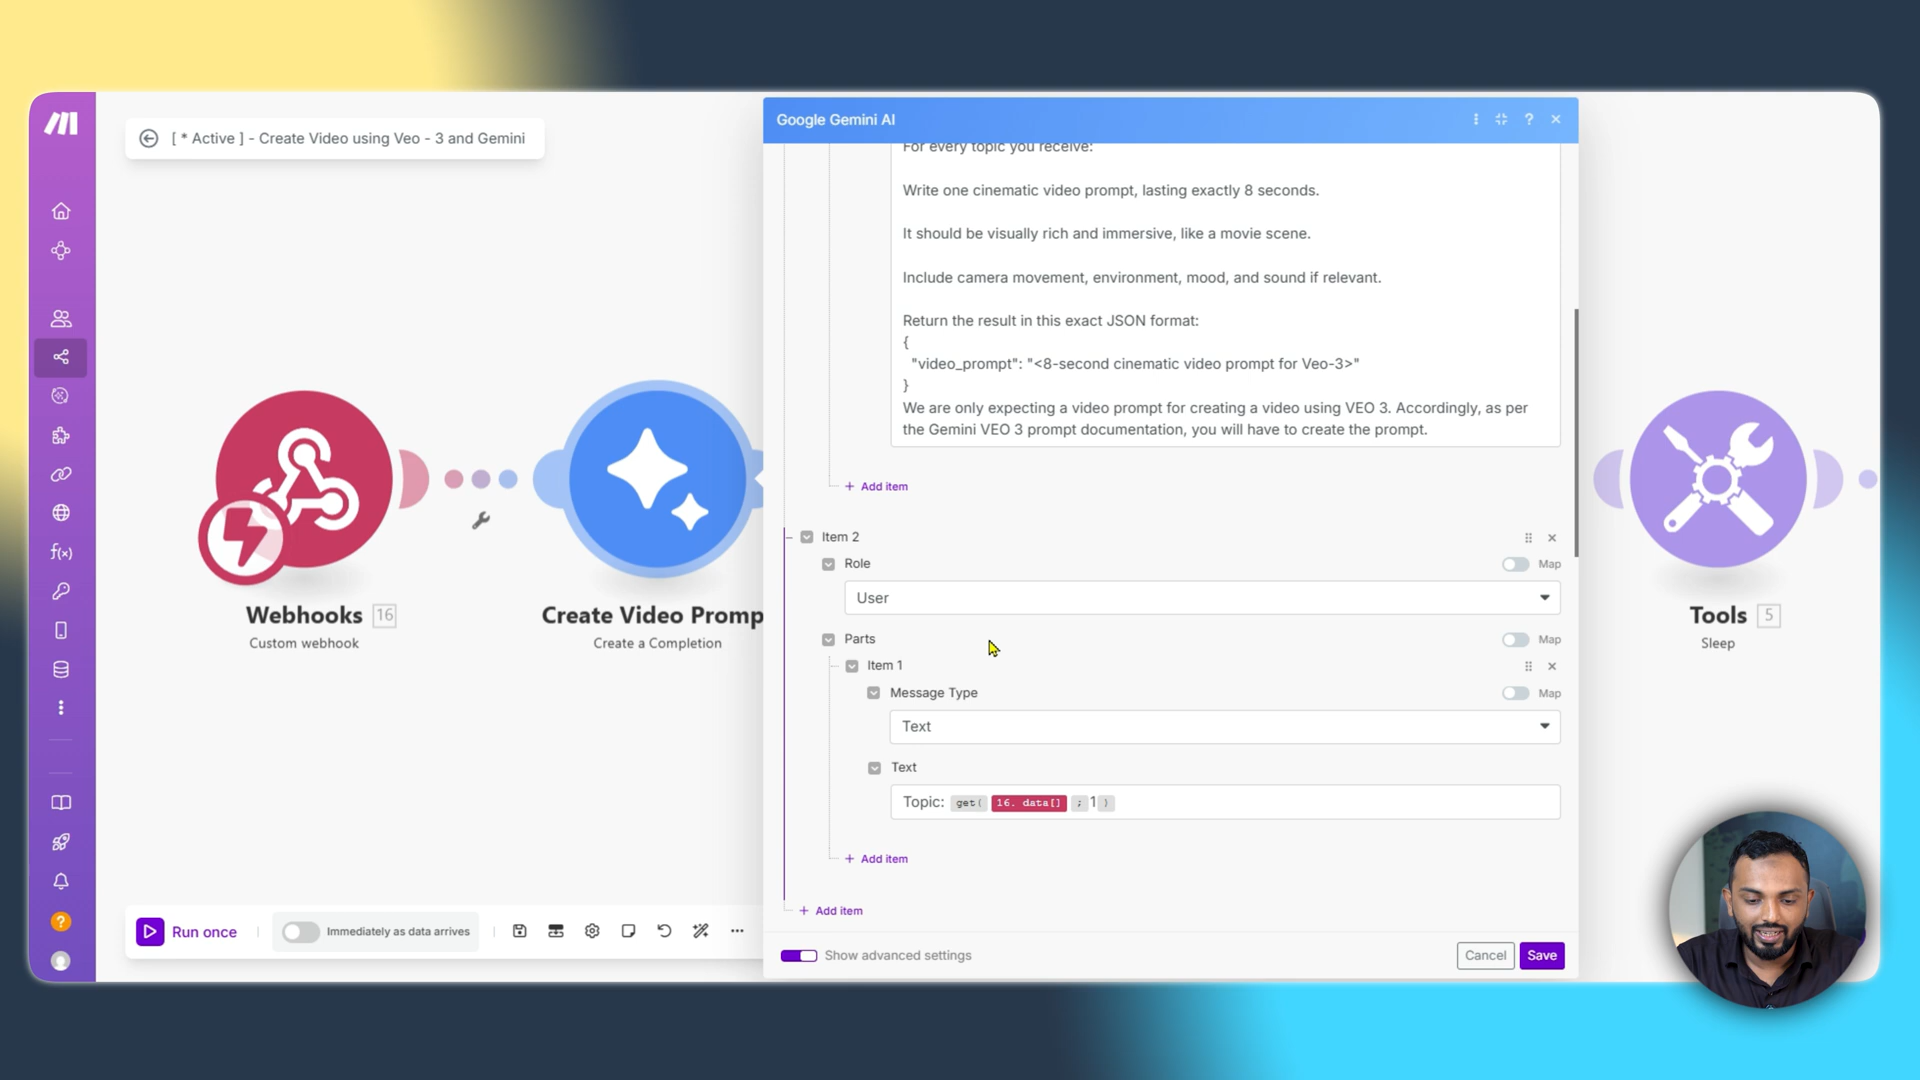 [ * Active ] - Create Video using Veo - 3 and Gemini
Google Gemini AI
?
For every topic you receive:
Write one cinematic video prompt, lasting exactly 8 seconds.
It should be visually rich and immersive, like a movie scene.
Include camera movement, environment, mood, and sound if relevant.
Return the result in this exact JSON format:
{
"video_prompt": "<8-second cinematic video prompt for Veo-3>"
}
We are only expecting a video prompt for creating a video using VEO 3. Accordingly, as per
the Gemini VEO 3 prompt documentation, you will have to create the prompt.
+ Add item
Item 2
Role
Map
User
Parts
Map
Item 1
Message Type
Map
Text
Text
Topic: get( 16. data[] ; 1 )
+ Add item
+ Add item
Show advanced settings
Cancel
Save
Webhooks 16
Custom webhook
Create Video Promp
Create a Completion
Tools 5
Sleep
f(x)
?
Run once
Immediately as data arrives